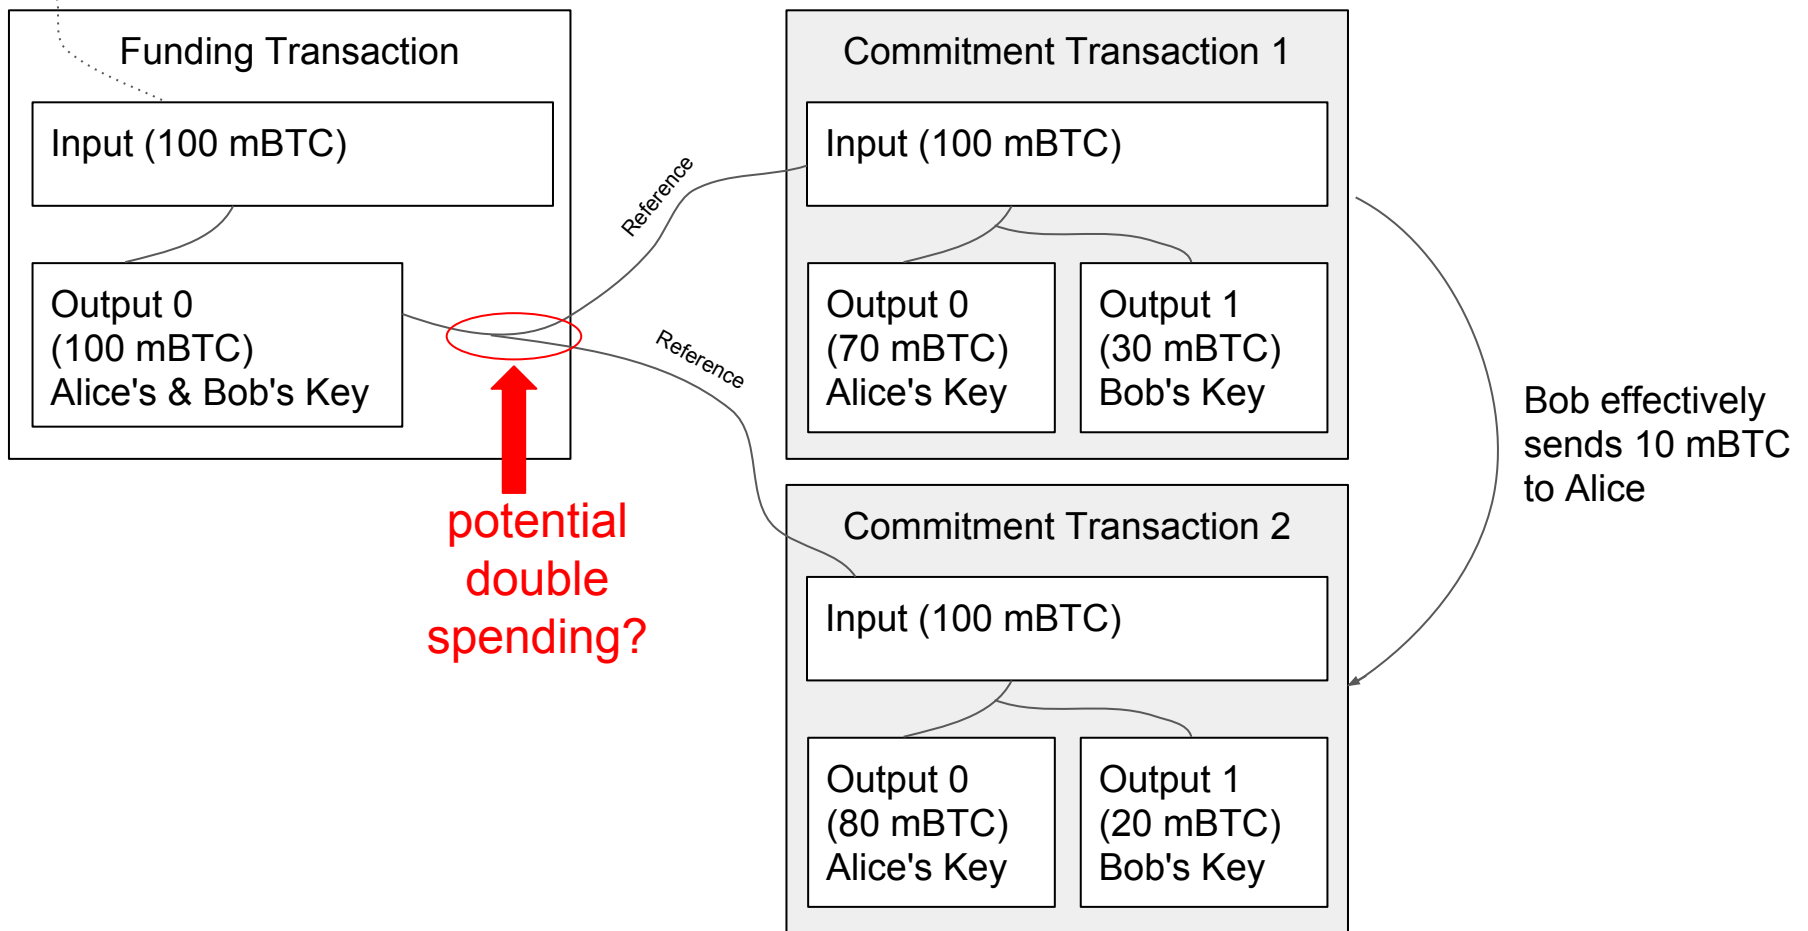 Funding Transaction
Input (100 mBTC)
Output 0
(100 mBTC)
Alice's & Bob's Key
Reference
Reference
potential
double
spending?
Commitment Transaction 1
Input (100 mBTC)
Output 0
(70 mBTC)
Alice's Key
Output 1
(30 mBTC)
Bob's Key
Commitment Transaction 2
Input (100 mBTC)
Output 0
(80 mBTC)
Alice's Key
Output 1
(20 mBTC)
Bob's Key
Bob effectively
sends 10 mBTC
to Alice